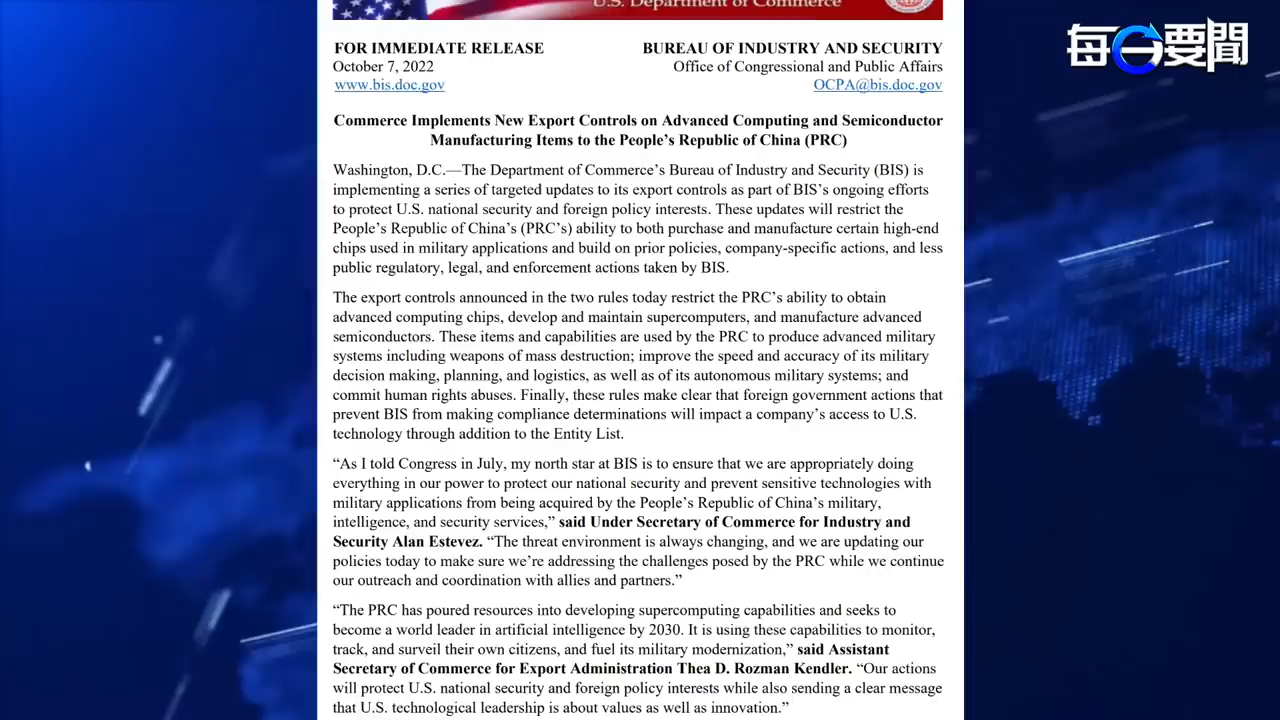 U.S. Department of Commerce
每日要聞
FOR IMMEDIATE RELEASE
BUREAU OF INDUSTRY AND SECURITY
October 7, 2022
Office of Congressional and Public Affairs
www.bis.doc.gov
OCPA@bis.doc.gov
Commerce Implements New Export Controls on Advanced Computing and Semiconductor
Manufacturing Items to the People’s Republic of China (PRC)
Washington, D.C.—The Department of Commerce’s Bureau of Industry and Security (BIS) is
implementing a series of targeted updates to its export controls as part of BIS’s ongoing efforts
to protect U.S. national security and foreign policy interests. These updates will restrict the
People’s Republic of China’s (PRC’s) ability to both purchase and manufacture certain high-end
chips used in military applications and build on prior policies, company-specific actions, and less
public regulatory, legal, and enforcement actions taken by BIS.
The export controls announced in the two rules today restrict the PRC’s ability to obtain
advanced computing chips, develop and maintain supercomputers, and manufacture advanced
semiconductors. These items and capabilities are used by the PRC to produce advanced military
systems including weapons of mass destruction; improve the speed and accuracy of its military
decision making, planning, and logistics, as well as of its autonomous military systems; and
commit human rights abuses. Finally, these rules make clear that foreign government actions that
prevent BIS from making compliance determinations will impact a company’s access to U.S.
technology through addition to the Entity List.
“As I told Congress in July, my north star at BIS is to ensure that we are appropriately doing
everything in our power to protect our national security and prevent sensitive technologies with
military applications from being acquired by the People’s Republic of China’s military,
intelligence, and security services,” said Under Secretary of Commerce for Industry and
Security Alan Estevez. “The threat environment is always changing, and we are updating our
policies today to make sure we’re addressing the challenges posed by the PRC while we continue
our outreach and coordination with allies and partners.”
“The PRC has poured resources into developing supercomputing capabilities and seeks to
become a world leader in artificial intelligence by 2030. It is using these capabilities to monitor,
track, and surveil their own citizens, and fuel its military modernization,” said Assistant
Secretary of Commerce for Export Administration Thea D. Rozman Kendler. “Our actions
will protect U.S. national security and foreign policy interests while also sending a clear message
that U.S. technological leadership is about values as well as innovation.”